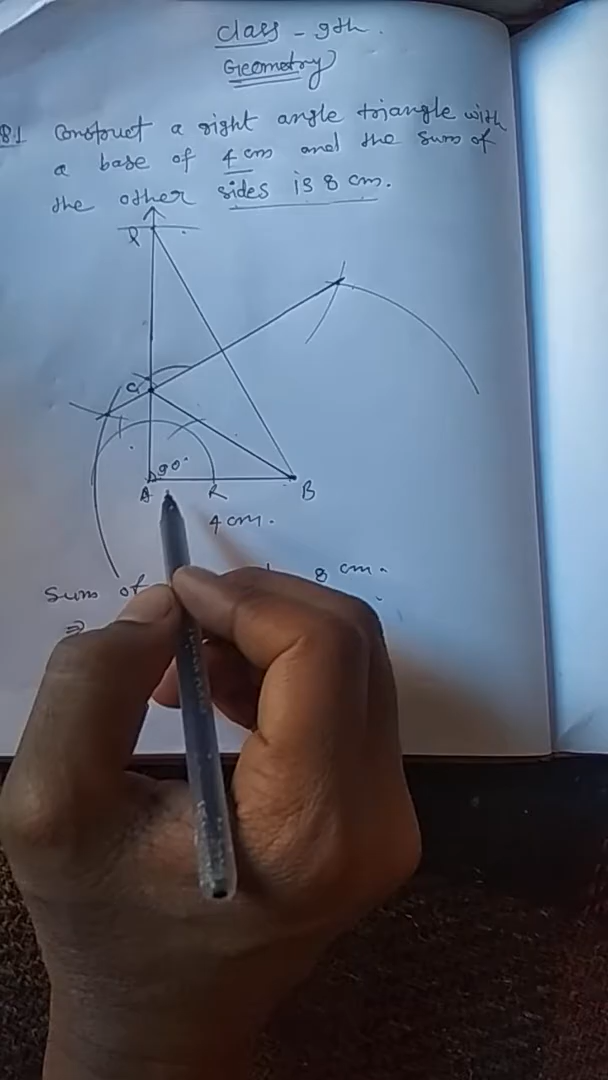 Class - 9th.
Geometry
Q.1 Construct a right angle triangle with
a base of 4 cm and the sum of
the other sides is 8 cm.
C
90°
A
R
B
4 cm.
Sum of 8 cm.
⇒